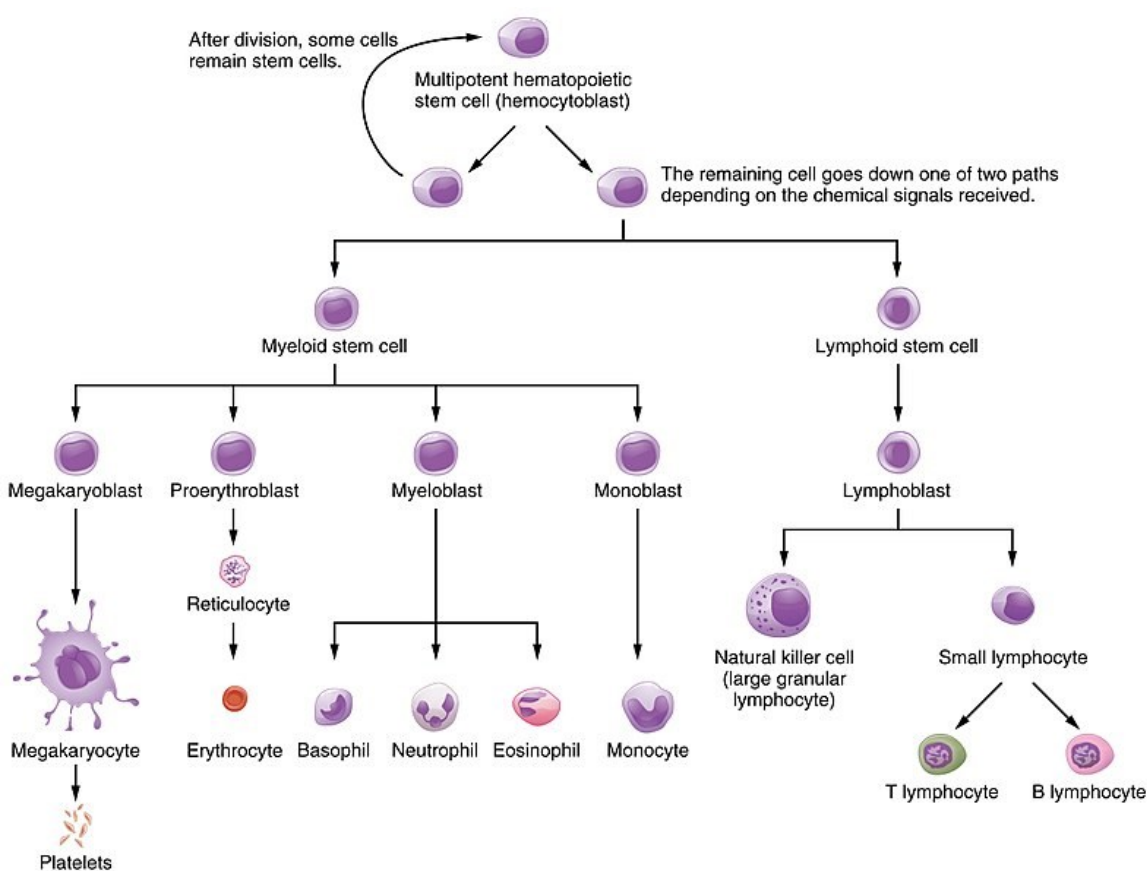 After division, some cells
remain stem cells.
Multipotent hematopoietic
stem cell (hemocytoblast)
The remaining cell goes down one of two paths
depending on the chemical signals received.
Myeloid stem cell
Lymphoid stem cell
Megakaryoblast
Proerythroblast
Myeloblast
Monoblast
Lymphoblast
Reticulocyte
Natural killer cell
(large granular
lymphocyte)
Small lymphocyte
Megakaryocyte
Erythrocyte
Basophil
Neutrophil
Eosinophil
Monocyte
T lymphocyte
B lymphocyte
Platelets